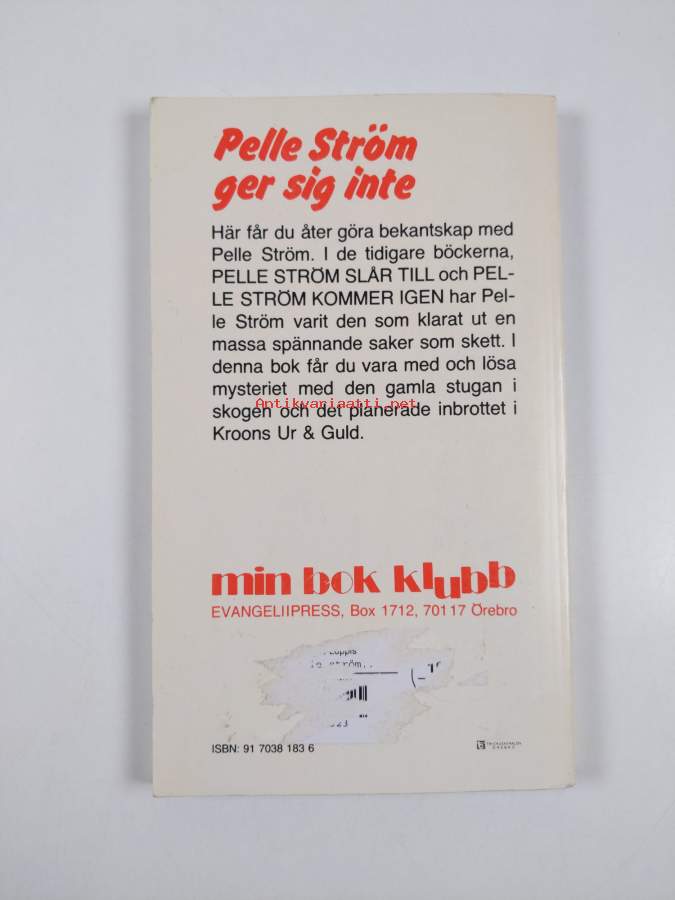 Pelle Ström
ger sig inte
Här får du åter göra bekantskap med
Pelle Ström. I de tidigare böckerna,
PELLE STRÖM SLÅR TILL och PEL-
LE STRÖM KOMMER IGEN har Pel-
le Ström varit den som klarat ut en
massa spännande saker som skett. I
denna bok får du vara med och lösa
mysteriet med den gamla stugan i
Antikvariaatti.net
skogen och det planerade inbrottet i
Kroons Ur & Guld.
min bok klubb
EVANGELIIPRESS, Box 1712, 701 17 Örebro
ISBN: 91 7038 183 6